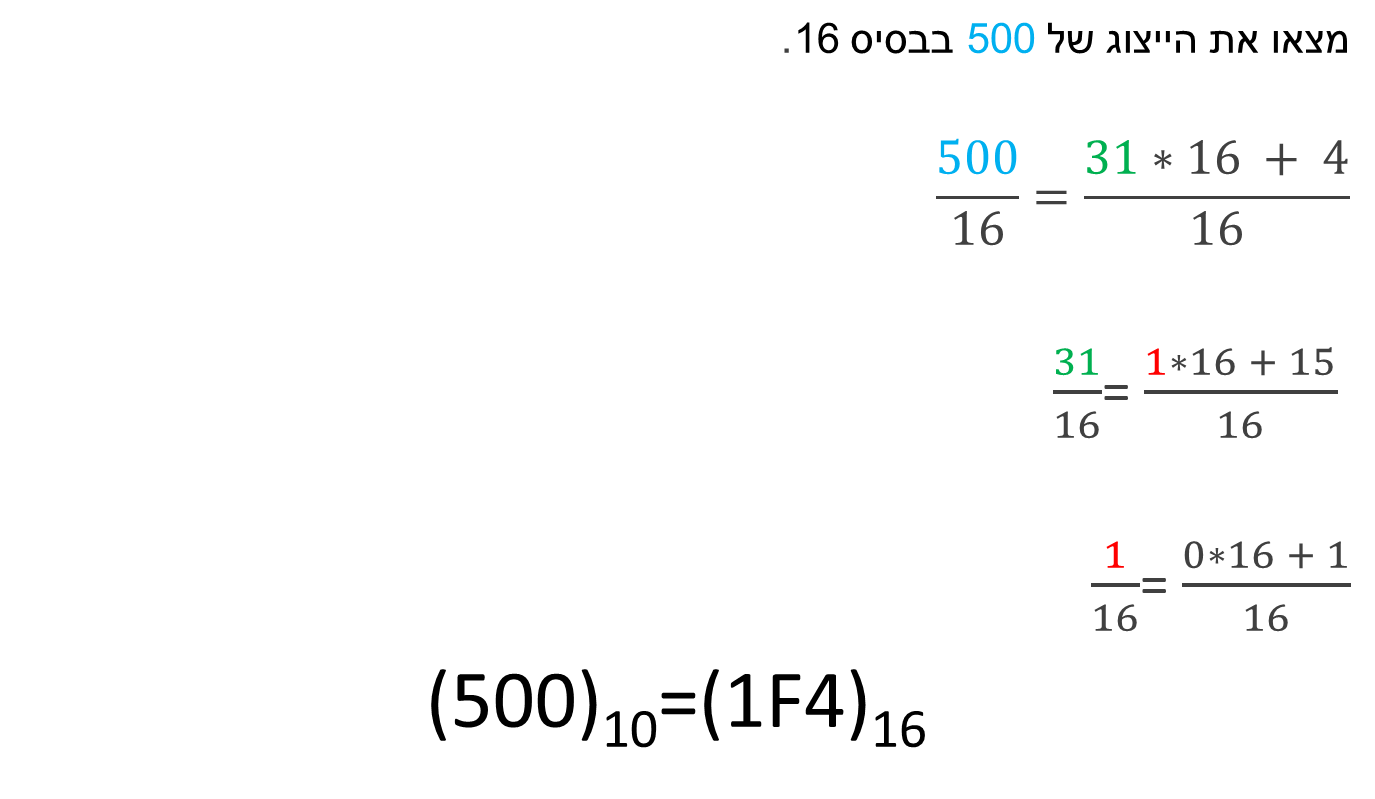 מצאו את הייצוג של 500 בבסיס 16.
500/16 = (31 ∗ 16 + 4)/16
31/16 = (1∗16 + 15)/16
1/16 = (0∗16 + 1)/16
(500)₁₀=(1F4)₁₆